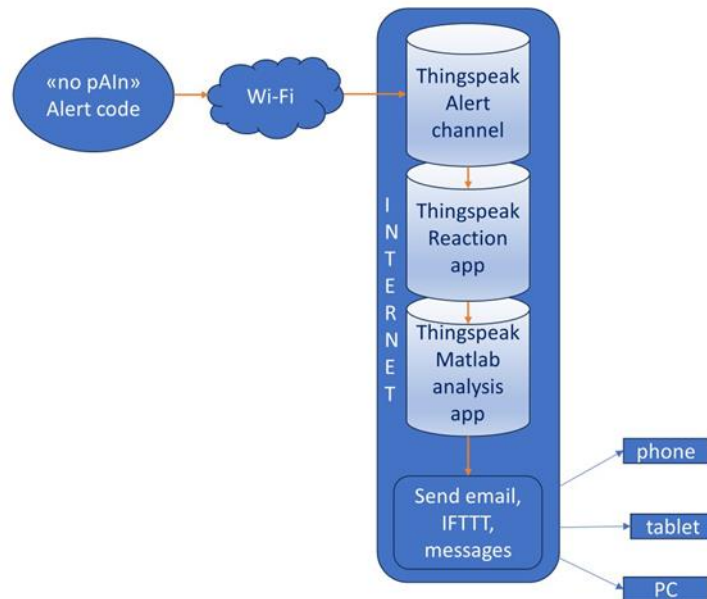 «no pAIn»
Alert code
Wi-Fi
Thingspeak
Alert
channel
Thingspeak
Reaction
app
Thingspeak
Matlab
analysis
app
INTERNET
Send email,
IFTTT,
messages
phone
tablet
PC